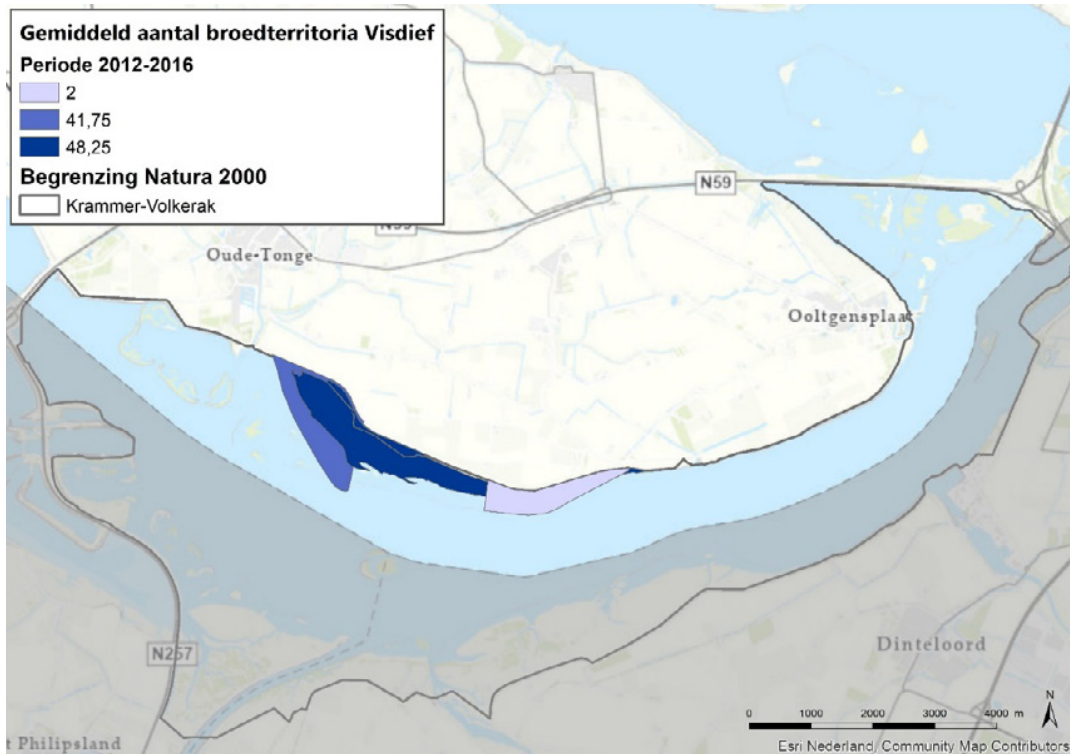 Gemiddeld aantal broedterritoria Visdief
Periode 2012-2016
2
41,75
48,25
Begrenzing Natura 2000
Krammer-Volkerak
N59
N59
Oude-Tonge
Ooltgensplaat
N257
Dinteloord
t Philipsland
N
0 1000 2000 3000 4000 m
Esri Nederland, Community Map Contributors